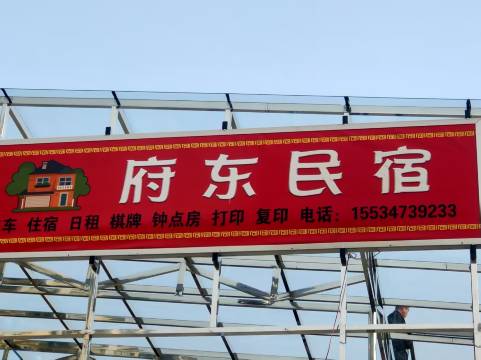 府东民宿
车 住宿 日租 棋牌 钟点房 打印 复印 电话：15534739233